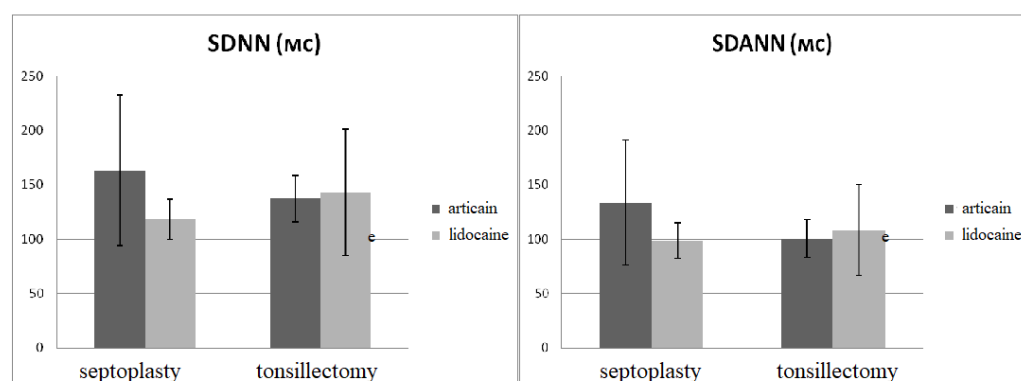 SDNN (мс)
250
200
150
100
50
0
septoplasty
tonsillectomy
articain
lidocaine
e
SDANN (мс)
250
200
150
100
50
0
septoplasty
tonsillectomy
articain
lidocaine
e